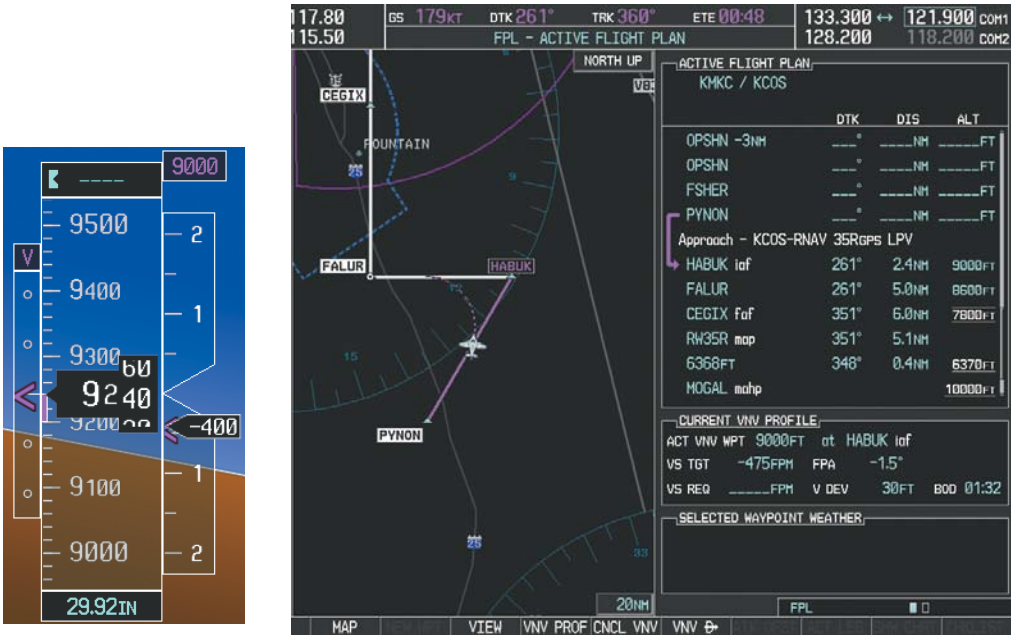 9000
----
9500
2
V
9400
1
9300
60
9240
9200
-400
9100
1
9000
2
29.92IN
117.80
GS 179KT DTK 261° TRK 360° ETE 00:48
133.300 ↔ 121.900 COM1
115.50
FPL - ACTIVE FLIGHT PLAN
128.200 118.200 COM2
NORTH UP
CEGIX
FOUNTAIN
25
9
FALUR
HABUK
12
15
PYNON
25
33
20NM
ACTIVE FLIGHT PLAN
KMKC / KCOS
DTK DIS ALT
OPSHN -3NM ___° ____NM _____FT
OPSHN ___° ____NM _____FT
FSHER ___° ____NM _____FT
PYNON ___° ____NM _____FT
Approach - KCOS-RNAV 35RGPS LPV
HABUK iaf 261° 2.4NM 9000FT
FALUR 261° 5.0NM 8600FT
CEGIX faf 351° 6.0NM 7800FT
RW35R map 351° 5.1NM
6368FT 348° 0.4NM 6370FT
MOGAL mahp 10000FT
CURRENT VNV PROFILE
ACT VNV WPT 9000FT at HABUK iaf
VS TGT -475FPM FPA -1.5°
VS REQ _____FPM V DEV 30FT BOD 01:32
SELECTED WAYPOINT WEATHER
FPL
MAP VIEW VNV PROF CNCL VNV VNV D